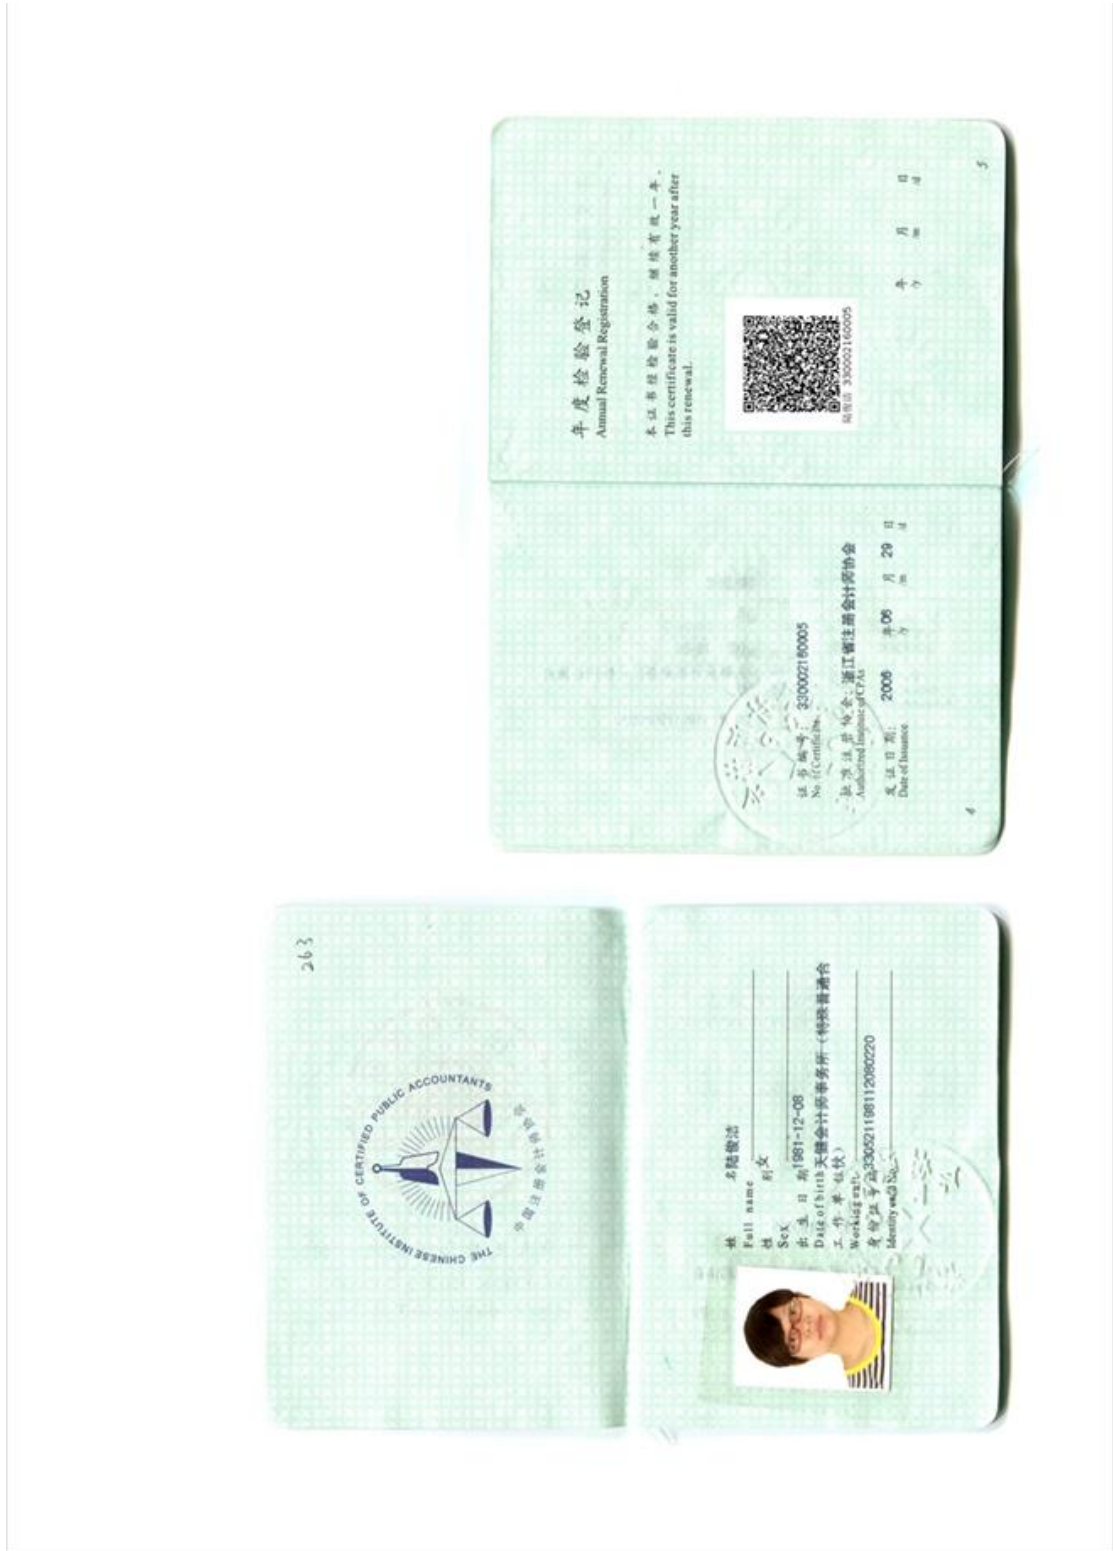 263
THE CHINESE INSTITUTE OF CERTIFIED PUBLIC ACCOUNTANTS
中国注册会计师协会
姓 名 陆俊洁
Full name
性 别 女
Sex
出 生 日 期 1981-12-08
Date of birth
天健会计师事务所（特殊普通合
工 作 单 位 伙）
Working unit
身份证号码 330521198112080220
Identity card No.
证 书 编 号： 330002160005
No. of Certificate
批 准 注 册 协 会：浙江省注册会计师协会
Authorized Institute of CPAs
发 证 日 期： 2006 年 06 月 29 日
Date of Issuance /y /m /d
4
年 度 检 验 登 记
Annual Renewal Registration
本 证 书 经 检 验 合 格 ， 继 续 有 效 一 年 。
This certificate is valid for another year after
this renewal.
陆俊洁 330002160005
年 月 日
/y /m /d
5